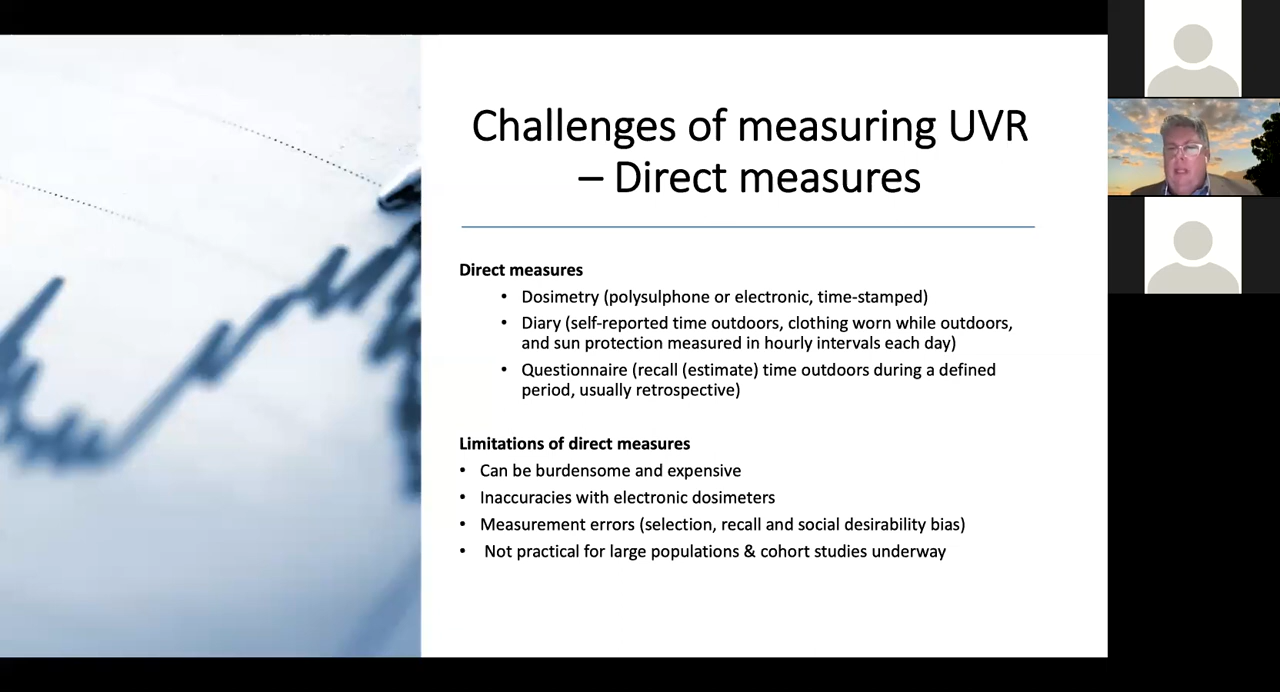 Challenges of measuring UVR
– Direct measures
Direct measures
• Dosimetry (polysulphone or electronic, time-stamped)
• Diary (self-reported time outdoors, clothing worn while outdoors,
and sun protection measured in hourly intervals each day)
• Questionnaire (recall (estimate) time outdoors during a defined
period, usually retrospective)
Limitations of direct measures
• Can be burdensome and expensive
• Inaccuracies with electronic dosimeters
• Measurement errors (selection, recall and social desirability bias)
• Not practical for large populations & cohort studies underway